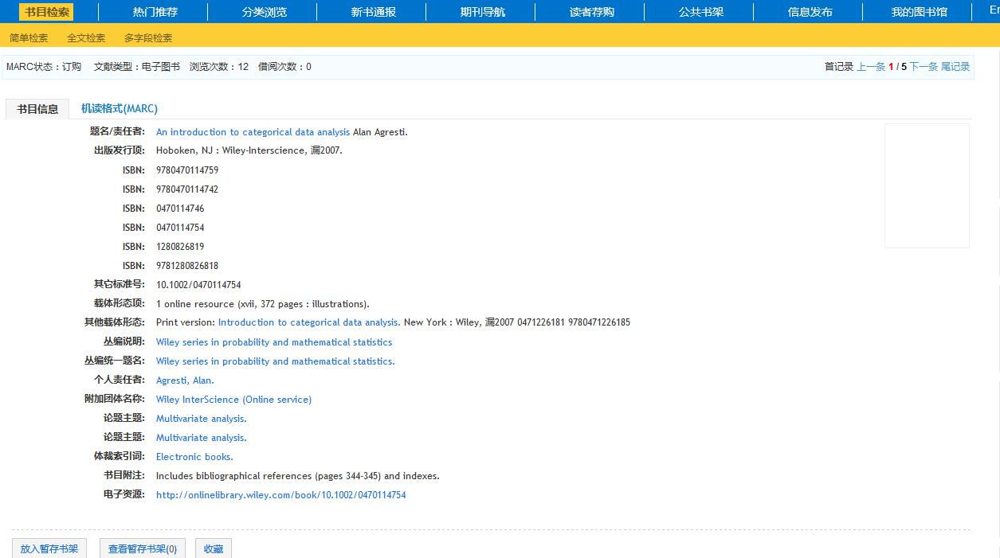 书目检索 热门推荐 分类浏览 新书通报 期刊导航 读者荐购 公共书架 信息发布 我的图书馆
简单检索 全文检索 多字段检索
MARC状态：订购 文献类型：电子图书 浏览次数：12 借阅次数：0 首记录 上一条 1 / 5 下一条 尾记录
书目信息 机读格式(MARC)
题名/责任者: An introduction to categorical data analysis Alan Agresti.
出版发行项: Hoboken, NJ : Wiley-Interscience, 漏2007.
ISBN: 9780470114759
ISBN: 9780470114742
ISBN: 0470114746
ISBN: 0470114754
ISBN: 1280826819
ISBN: 9781280826818
其它标准号: 10.1002/0470114754
载体形态项: 1 online resource (xvii, 372 pages : illustrations).
其他载体形态: Print version: Introduction to categorical data analysis. New York : Wiley, 漏2007 0471226181 9780471226185
丛编说明: Wiley series in probability and mathematical statistics
丛编统一题名: Wiley series in probability and mathematical statistics.
个人责任者: Agresti, Alan.
附加团体名称: Wiley InterScience (Online service)
论题主题: Multivariate analysis.
论题主题: Multivariate analysis.
体裁索引词: Electronic books.
书目附注: Includes bibliographical references (pages 344-345) and indexes.
电子资源: http://onlinelibrary.wiley.com/book/10.1002/0470114754
放入暂存书架 查看暂存书架(0) 收藏